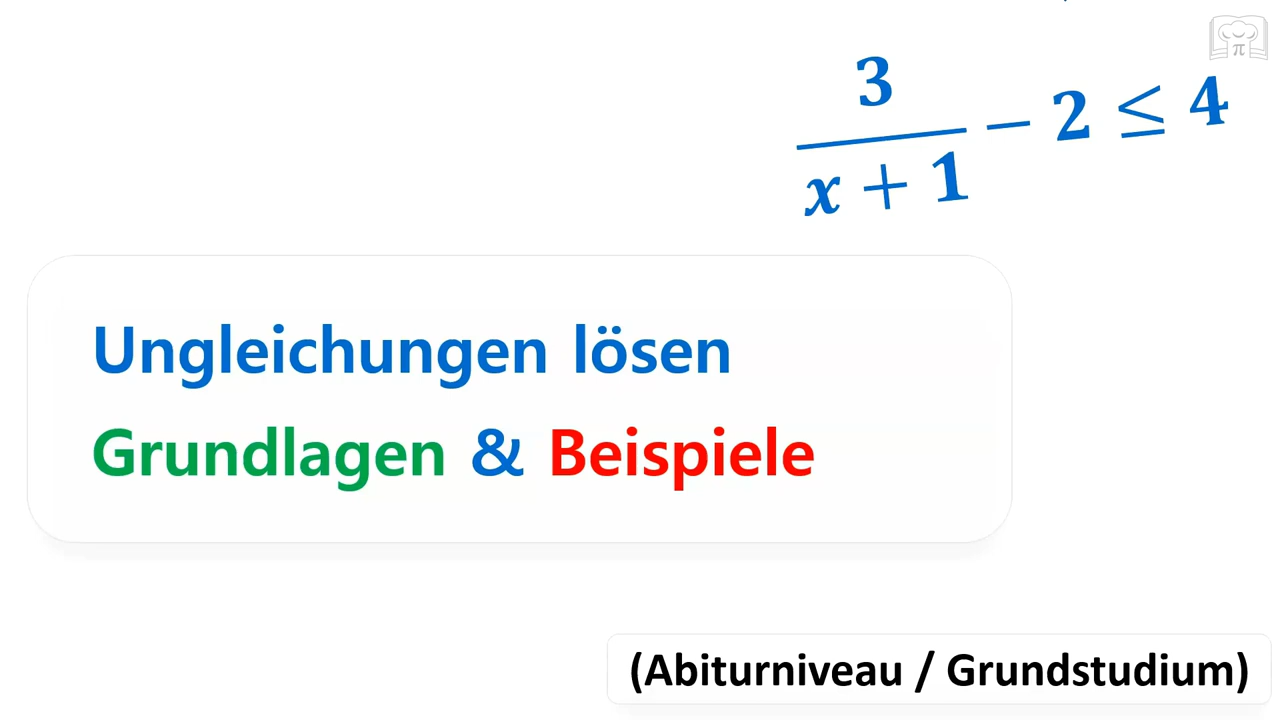 3
x + 1
− 2 ≤ 4
Ungleichungen lösen
Grundlagen & Beispiele
(Abiturniveau / Grundstudium)
π